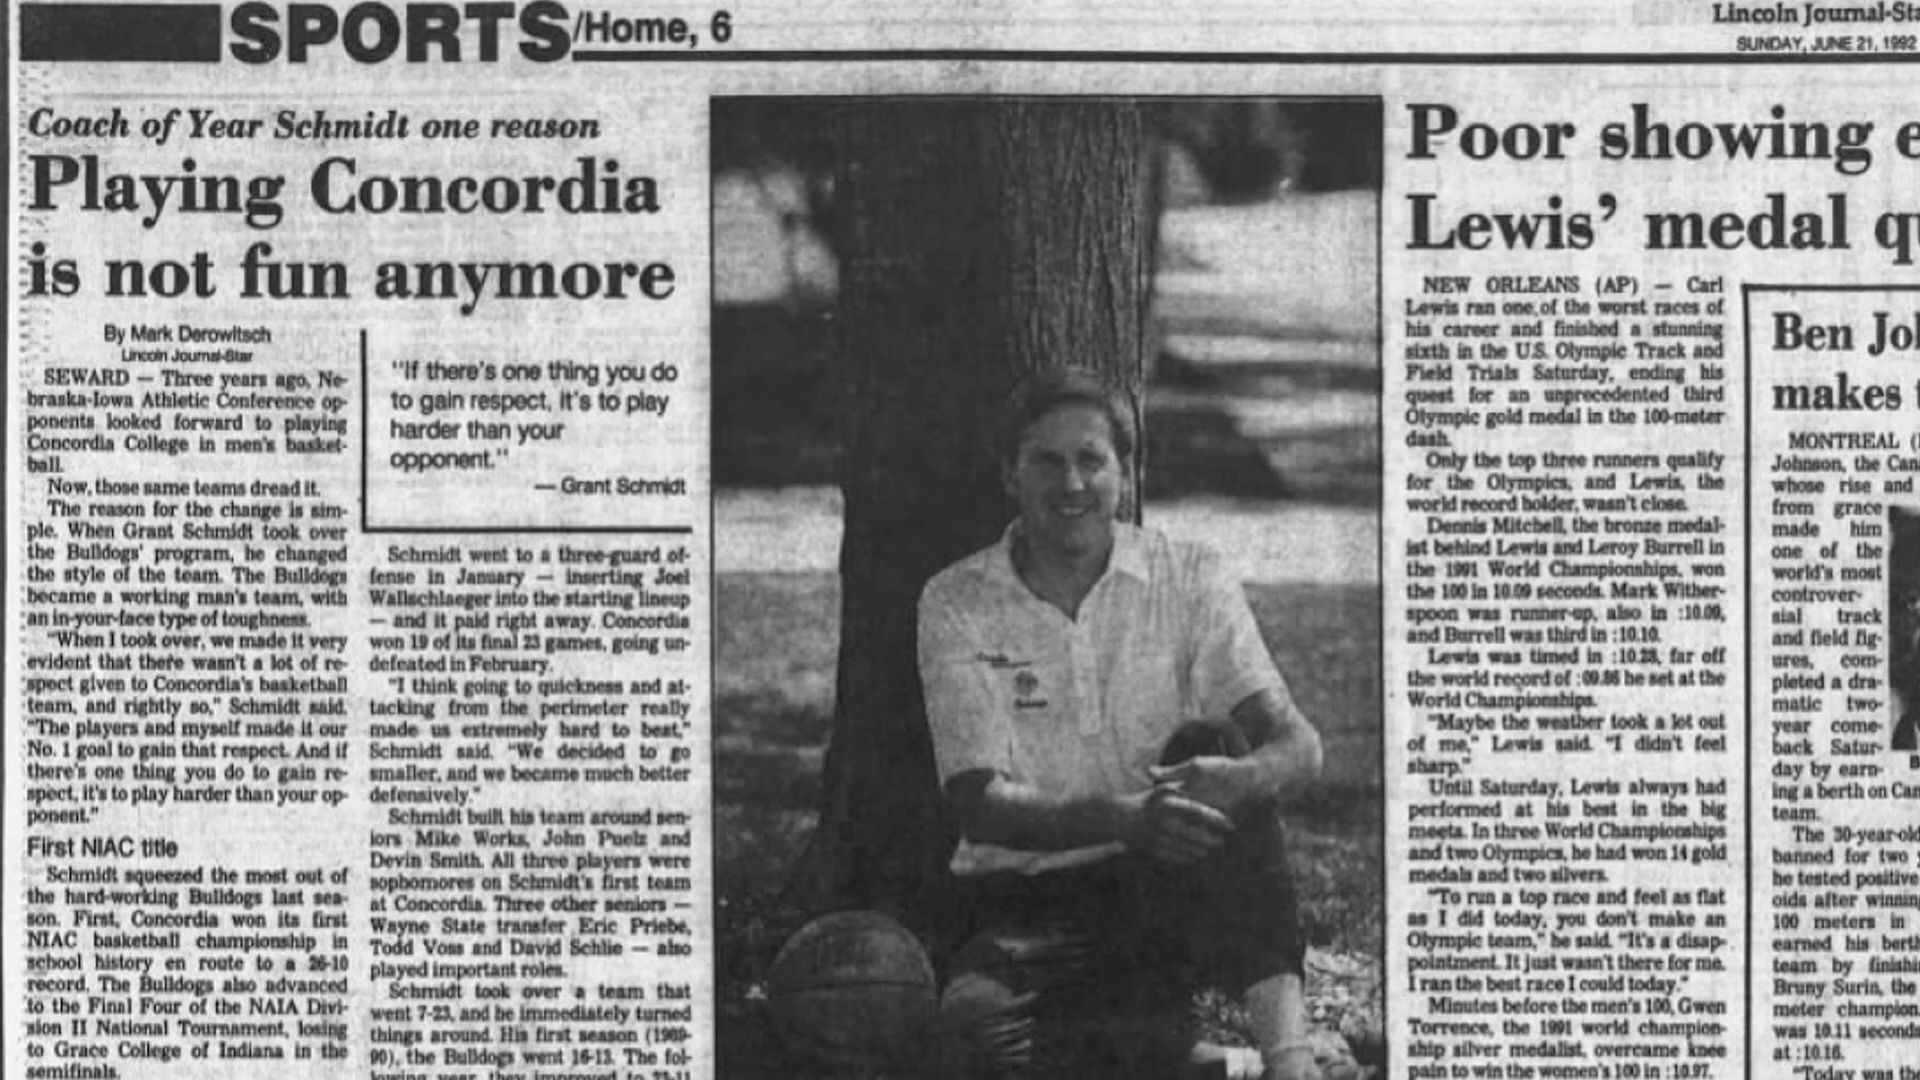 SPORTS/Home, 6
Lincoln Journal-Sta
SUNDAY, JUNE 21, 1992
Coach of Year Schmidt one reason
Playing Concordia
is not fun anymore
By Mark Derowitsch
Lincoln Journal-Star
SEWARD — Three years ago, Ne-
braska-Iowa Athletic Conference op-
ponents looked forward to playing
Concordia College in men's basket-
ball.
Now, those same teams dread it.
The reason for the change is sim-
ple. When Grant Schmidt took over
the Bulldogs' program, he changed
the style of the team. The Bulldogs
became a working man's team, with
an in-your-face type of toughness.
"When I took over, we made it very
evident that there wasn't a lot of re-
spect given to Concordia's basketball
team, and rightly so," Schmidt said.
"The players and myself made it our
No. 1 goal to gain that respect. And if
there's one thing you do to gain re-
spect, it's to play harder than your op-
ponent."
First NIAC title
Schmidt squeezed the most out of
the hard-working Bulldogs last sea-
son. First, Concordia won its first
NIAC basketball championship in
school history en route to a 26-10
record. The Bulldogs also advanced
to the Final Four of the NAIA Divi-
sion II National Tournament, losing
to Grace College of Indiana in the
semifinals.
"If there's one thing you do
to gain respect, it's to play
harder than your
opponent."
— Grant Schmidt
Schmidt went to a three-guard of-
fense in January — inserting Joel
Wallschlaeger into the starting lineup
— and it paid right away. Concordia
won 19 of its final 23 games, going un-
defeated in February.
"I think going to quickness and at-
tacking from the perimeter really
made us extremely hard to beat,"
Schmidt said. "We decided to go
smaller, and we became much better
defensively."
Schmidt built his team around sen-
iors Mike Works, John Puelz and
Devin Smith. All three players were
sophomores on Schmidt's first team
at Concordia. Three other seniors —
Wayne State transfer Eric Priebe,
Todd Voss and David Schlie — also
played important roles.
Schmidt took over a team that
went 7-23, and he immediately turned
things around. His first season (1989-
90), the Bulldogs went 16-13. The fol-
lowing year, they improved to 23-11
Poor showing e
Lewis' medal qu
NEW ORLEANS (AP) — Carl
Lewis ran one of the worst races of
his career and finished a stunning
sixth in the U.S. Olympic Track and
Field Trials Saturday, ending his
quest for an unprecedented third
Olympic gold medal in the 100-meter
dash.
Only the top three runners qualify
for the Olympics, and Lewis, the
world record holder, wasn't close.
Dennis Mitchell, the bronze medal-
ist behind Lewis and Leroy Burrell in
the 1991 World Championships, won
the 100 in 10.09 seconds. Mark Wither-
spoon was runner-up, also in :10.09,
and Burrell was third in :10.10.
Lewis was timed in :10.28, far off
the world record of :09.86 he set at the
World Championships.
"Maybe the weather took a lot out
of me," Lewis said. "I didn't feel
sharp."
Until Saturday, Lewis always had
performed at his best in the big
meets. In three World Championships
and two Olympics, he had won 14 gold
medals and two silvers.
"To run a top race and feel as flat
as I did today, you don't make an
Olympic team," he said. "It's a disap-
pointment. It just wasn't there for me.
I ran the best race I could today."
Minutes before the men's 100, Gwen
Torrence, the 1991 world champion-
ship silver medalist, overcame knee
pain to win the women's 100 in :10.97.
Ben Jo
makes t
MONTREAL (
Johnson, the Can
whose rise and
from grace
made him
one of the
world's most
controver-
sial track
and field fig-
ures, com-
pleted a dra-
matic two-
year come-
back Satur-
day by earn-
ing a berth on Can
team.
The 30-year-old
banned for two
he tested positive
oids after winning
100 meters in
earned his berth
team by finishi
Bruny Surin, the
meter champion.
was 10.11 seconds
at :10.16.
"Today was the